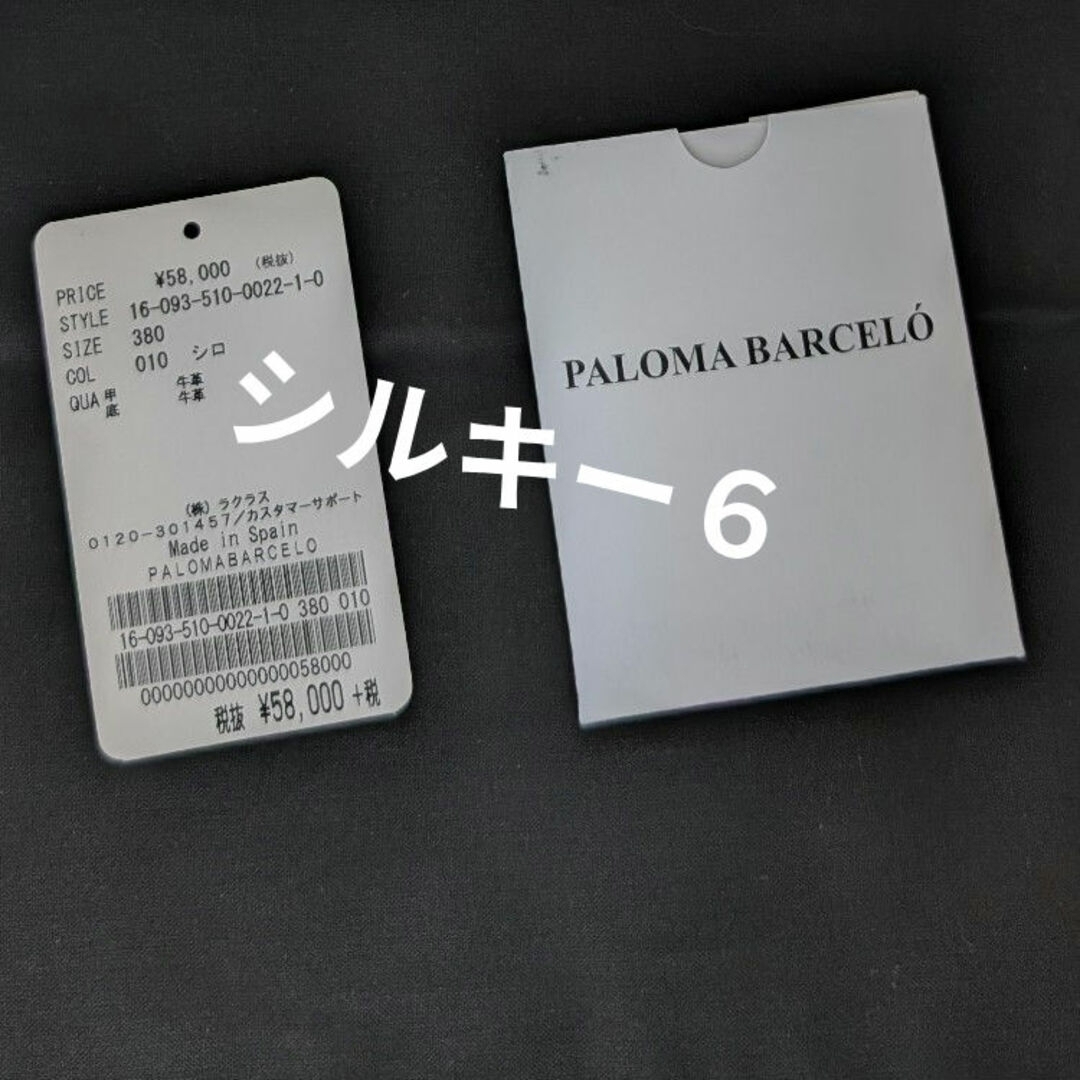 PRICE ¥58,000 (税抜)
STYLE 16-093-510-0022-1-0
SIZE 380
COL 010 シロ
QUA 甲 牛革
底 牛革
(株) ラクラス
0120-301457/カスタマーサポート
Made in Spain
PALOMABARCELO
16-093-510-0022-1-0 380 010
00000000000000058000
税抜 ¥58,000 +税
PALOMA BARCELÓ
シルキー6